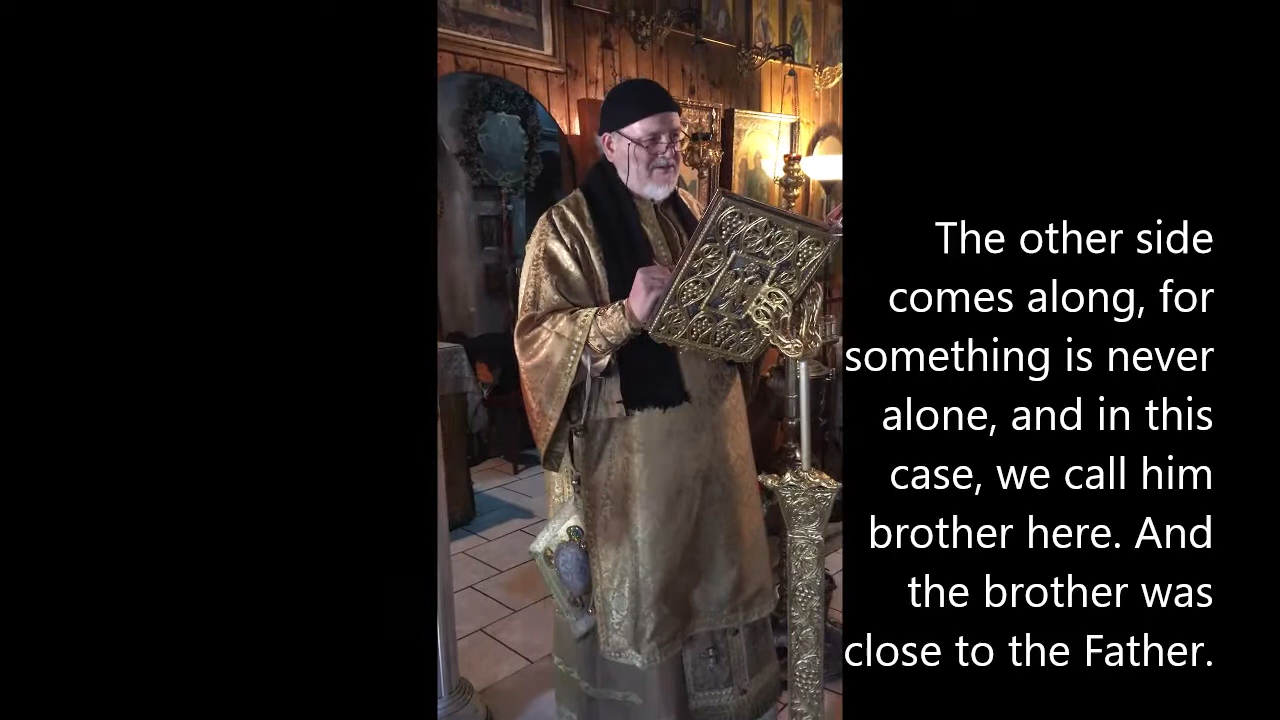 The other side
comes along, for
something is never
alone, and in this
case, we call him
brother here. And
the brother was
close to the Father.